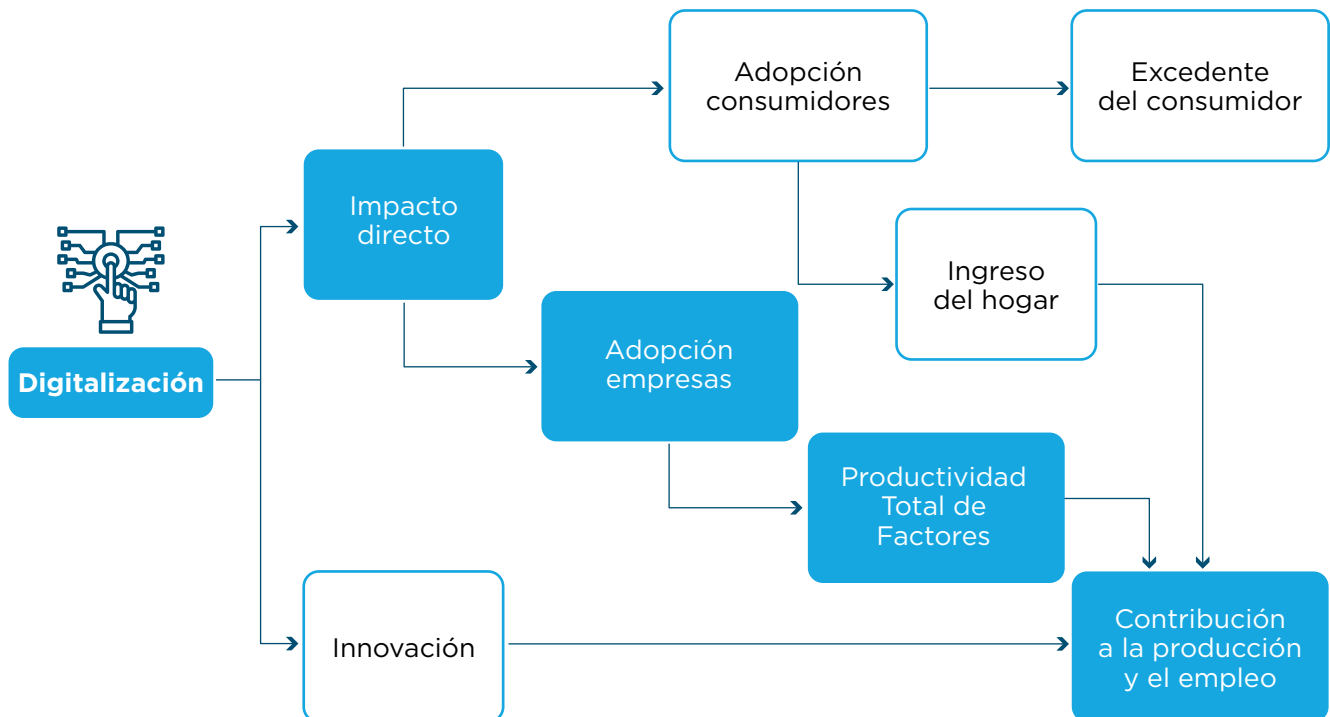 Adopción
consumidores
Excedente
del consumidor
Impacto
directo
Ingreso
del hogar
Adopción
empresas
Digitalización
Productividad
Total de
Factores
Innovación
Contribución
a la producción
y el empleo